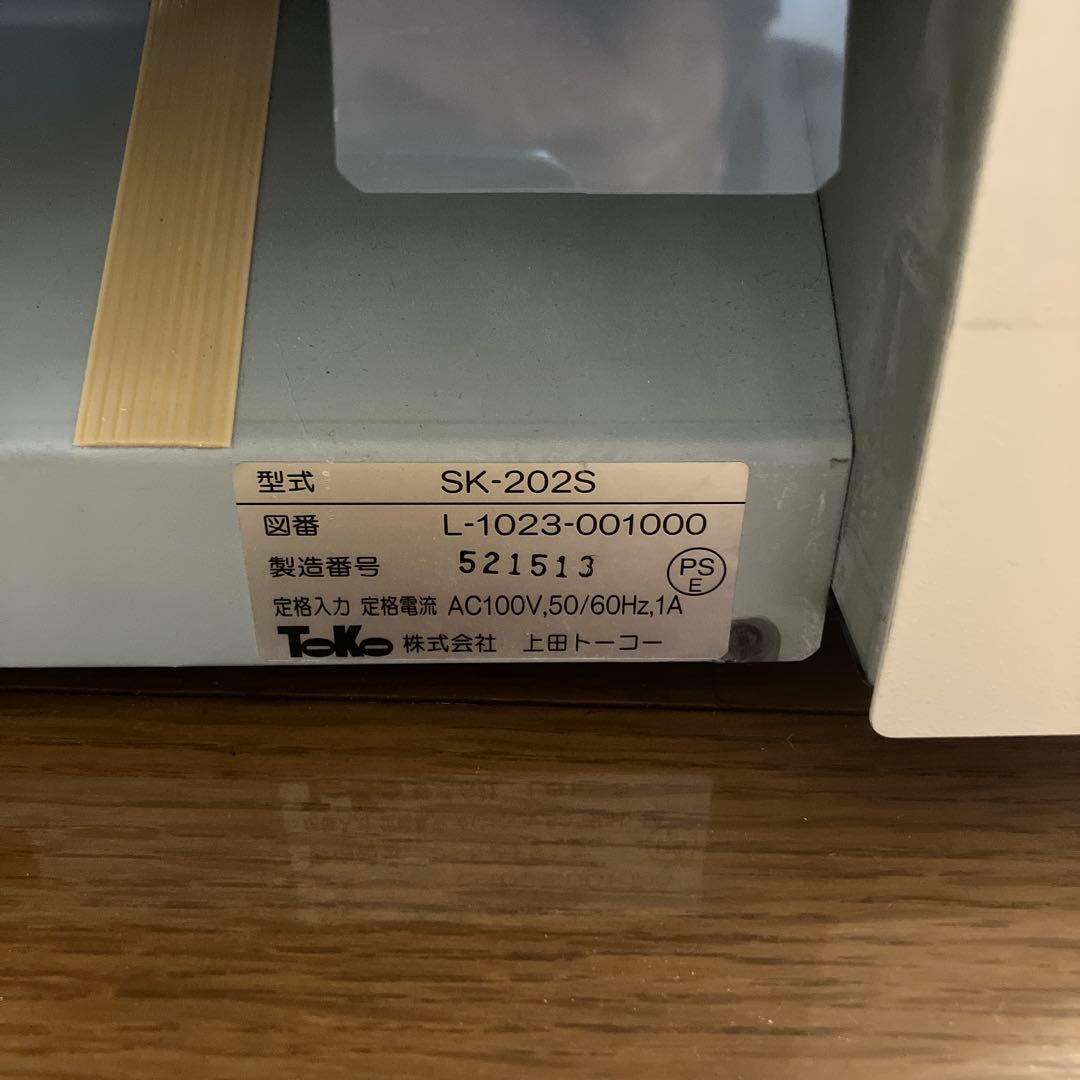 型式 SK-202S
図番 L-1023-001000
製造番号 521513
PS
E
定格入力 定格電流 AC100V,50/60Hz,1A
ToKo 株式会社 上田トーコー